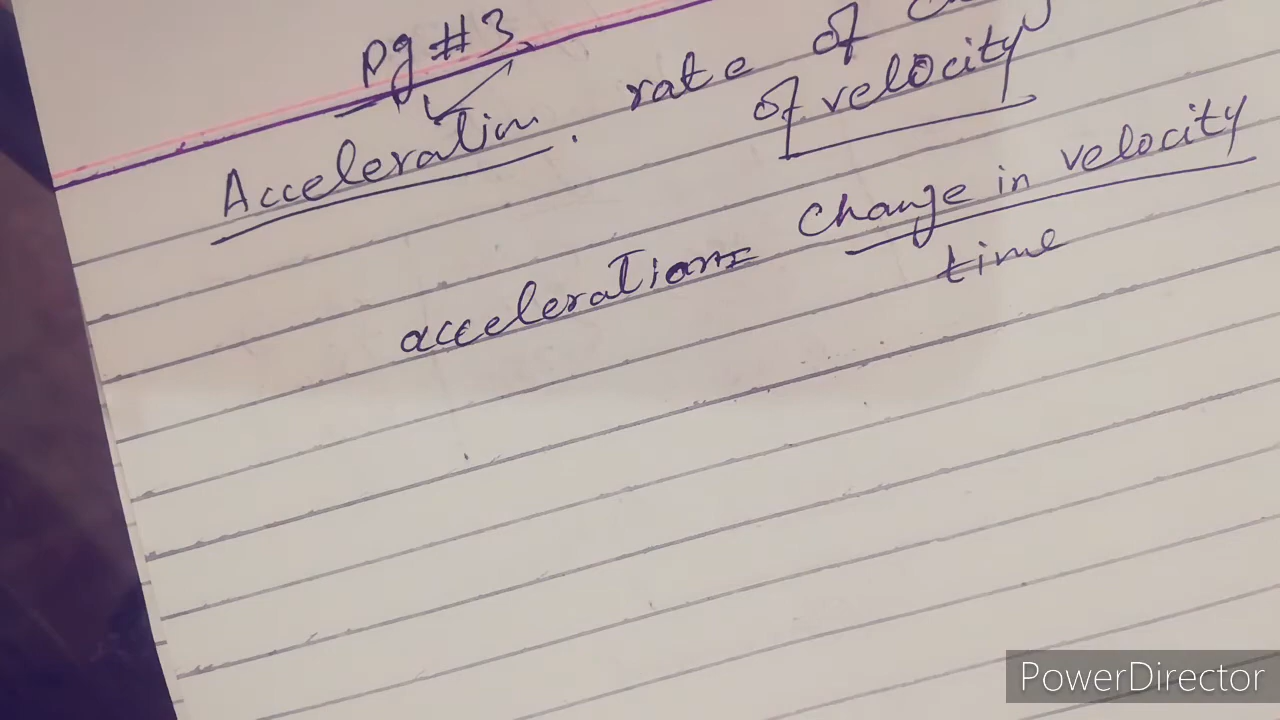 pg #3
Acceleration. rate of
of velocity
acceleration= Change in velocity
time
PowerDirector